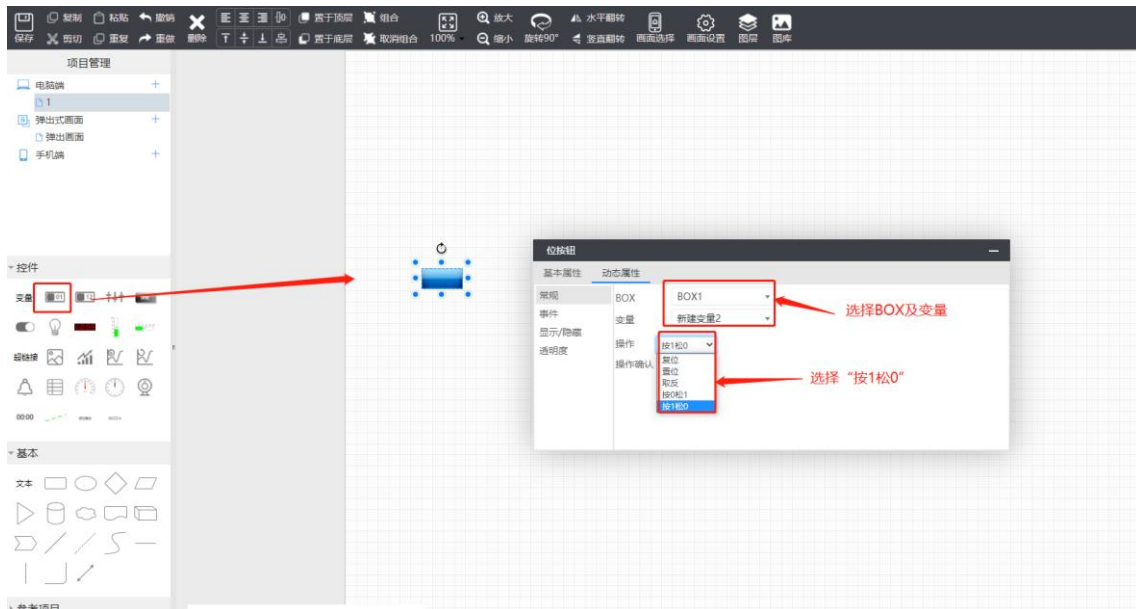 保存 复制 粘贴 撤销 删除 置于顶层 组合 100% 放大 旋转90° 水平翻转 画面选择 画面设置 图层 图库
剪切 重复 重做 置于底层 取消组合 缩小 竖直翻转
项目管理
电脑端
1
弹出式画面
弹出画面
手机端
控件
变量
超链接
00:00
基本
文本
参考项目
位按钮
基本属性 动态属性
常规
事件
显示/隐藏
透明度
BOX BOX1
变量 新建变量2
操作 按1松0
操作确认
复位
置位
取反
按0松1
按1松0
选择BOX及变量
选择“按1松0”